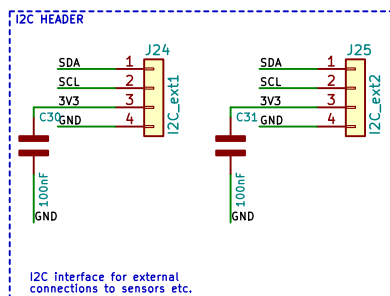 I2C HEADER
J24
SDA 1
SCL 2
3V3 3
GND 4
I2C_ext1
C30
100nF
GND
J25
SDA 1
SCL 2
3V3 3
GND 4
I2C_ext2
C31
100nF
GND
I2C interface for external
connections to sensors etc.